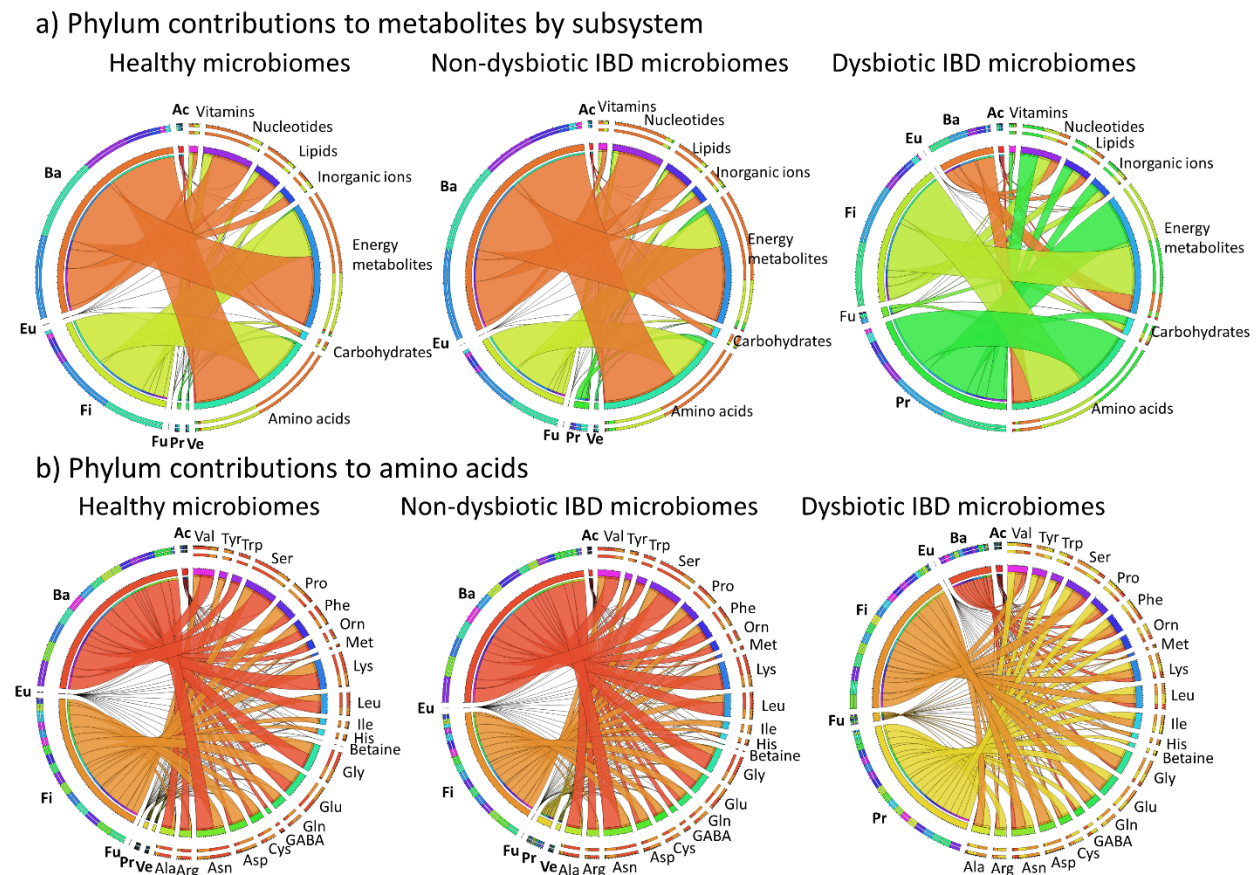 a) Phylum contributions to metabolites by subsystem
Healthy microbiomes
Ac
Vitamins
Nucleotides
Lipids
Inorganic ions
Energy
metabolites
Carbohydrates
Amino acids
Ve
Pr
Fu
Fi
Eu
Ba
Non-dysbiotic IBD microbiomes
Ac
Vitamins
Nucleotides
Lipids
Inorganic ions
Energy
metabolites
Carbohydrates
Amino acids
Ve
Pr
Fu
Fi
Eu
Ba
Dysbiotic IBD microbiomes
Ac
Vitamins
Nucleotides
Lipids
Inorganic ions
Energy
metabolites
Carbohydrates
Amino acids
Pr
Fu
Fi
Eu
Ba
b) Phylum contributions to amino acids
Healthy microbiomes
Ac
Val
Tyr
Trp
Ser
Pro
Phe
Orn
Met
Lys
Leu
Ile
His
Betaine
Gly
Glu
Gln
GABA
Cys
Asp
Asn
Arg
Ala
Ve
Pr
Fu
Fi
Eu
Ba
Non-dysbiotic IBD microbiomes
Ac
Val
Tyr
Trp
Ser
Pro
Phe
Orn
Met
Lys
Leu
Ile
His
Betaine
Gly
Glu
Gln
GABA
Cys
Asp
Asn
Arg
Ala
Ve
Pr
Fu
Fi
Eu
Ba
Dysbiotic IBD microbiomes
Ac
Val
Tyr
Trp
Ser
Pro
Phe
Orn
Met
Lys
Leu
Ile
His
Betaine
Gly
Glu
Gln
GABA
Cys
Asp
Asn
Arg
Ala
Pr
Fu
Fi
Eu
Ba